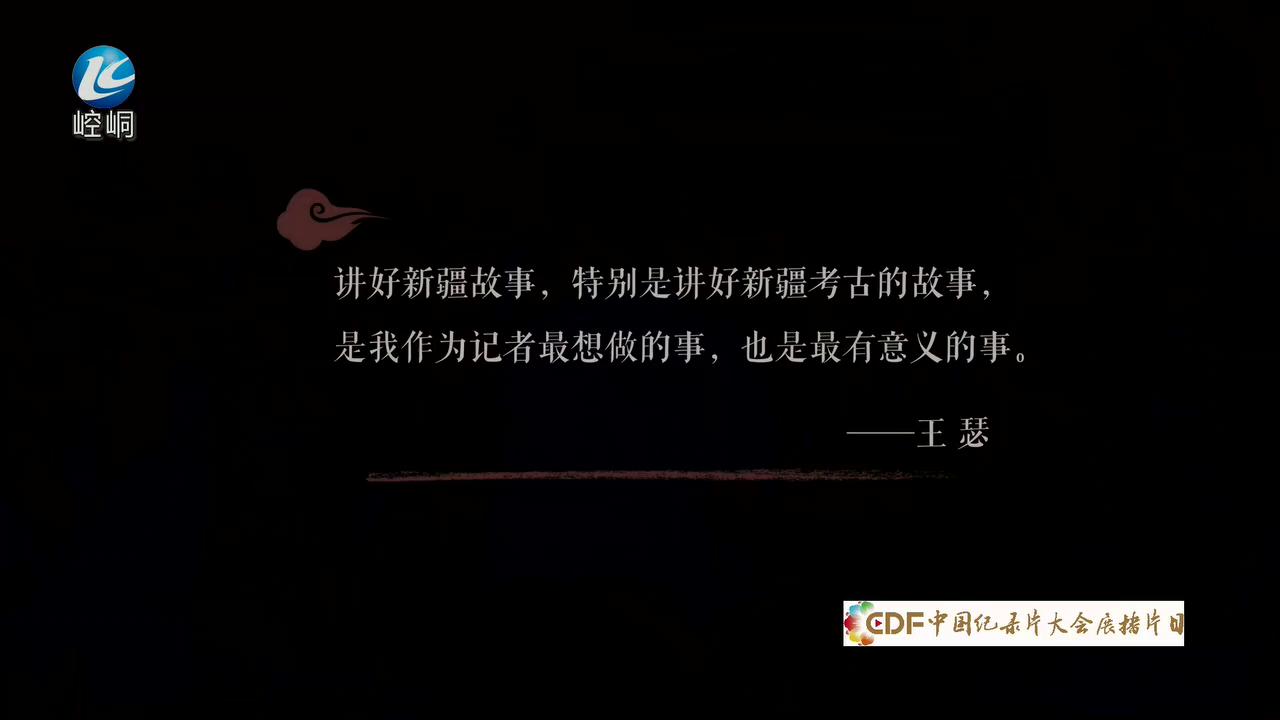 崆峒
讲好新疆故事，特别是讲好新疆考古的故事，
是我作为记者最想做的事，也是最有意义的事。
——王 瑟
CDF中国纪录片大会展播片目